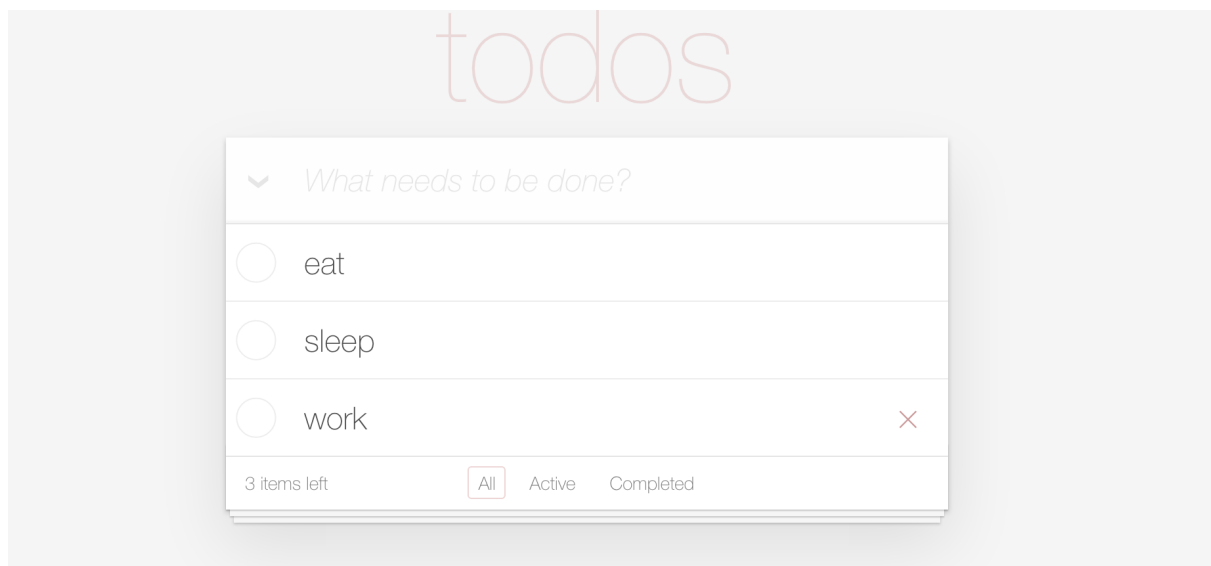 todos
What needs to be done?
eat
sleep
work
3 items left All Active Completed